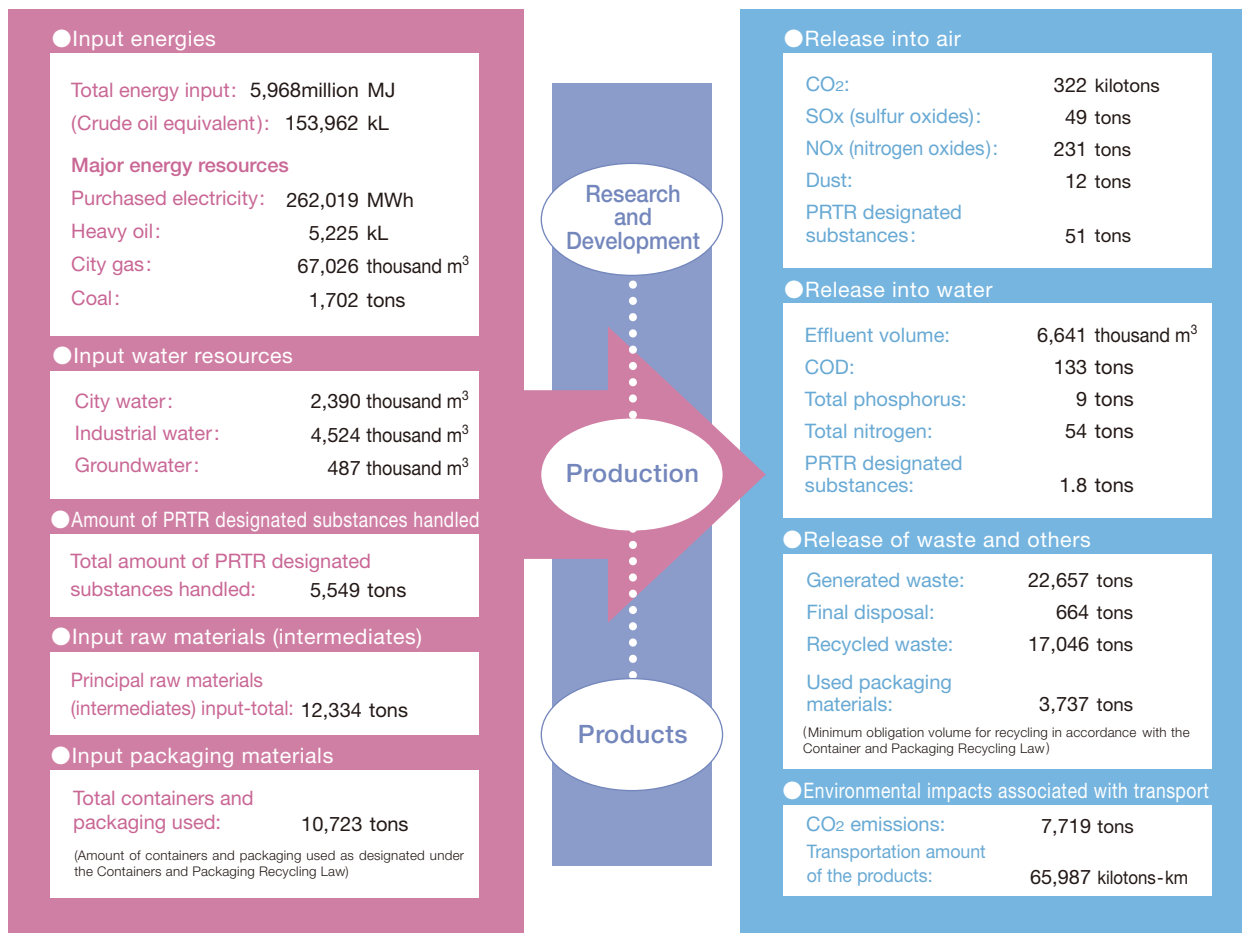 ●Input energies
Total energy input: 5,968million MJ
(Crude oil equivalent): 153,962 kL
Major energy resources
Purchased electricity: 262,019 MWh
Heavy oil: 5,225 kL
City gas: 67,026 thousand m³
Coal: 1,702 tons
●Input water resources
City water: 2,390 thousand m³
Industrial water: 4,524 thousand m³
Groundwater: 487 thousand m³
●Amount of PRTR designated substances handled
Total amount of PRTR designated
substances handled: 5,549 tons
●Input raw materials (intermediates)
Principal raw materials
(intermediates) input-total: 12,334 tons
●Input packaging materials
Total containers and
packaging used: 10,723 tons
(Amount of containers and packaging used as designated under
the Containers and Packaging Recycling Law)
Research
and
Development
Production
Products
●Release into air
CO₂: 322 kilotons
SOx (sulfur oxides): 49 tons
NOx (nitrogen oxides): 231 tons
Dust: 12 tons
PRTR designated
substances: 51 tons
●Release into water
Effluent volume: 6,641 thousand m³
COD: 133 tons
Total phosphorus: 9 tons
Total nitrogen: 54 tons
PRTR designated
substances: 1.8 tons
●Release of waste and others
Generated waste: 22,657 tons
Final disposal: 664 tons
Recycled waste: 17,046 tons
Used packaging
materials: 3,737 tons
(Minimum obligation volume for recycling in accordance with the
Container and Packaging Recycling Law)
●Environmental impacts associated with transport
CO₂ emissions: 7,719 tons
Transportation amount
of the products: 65,987 kilotons-km